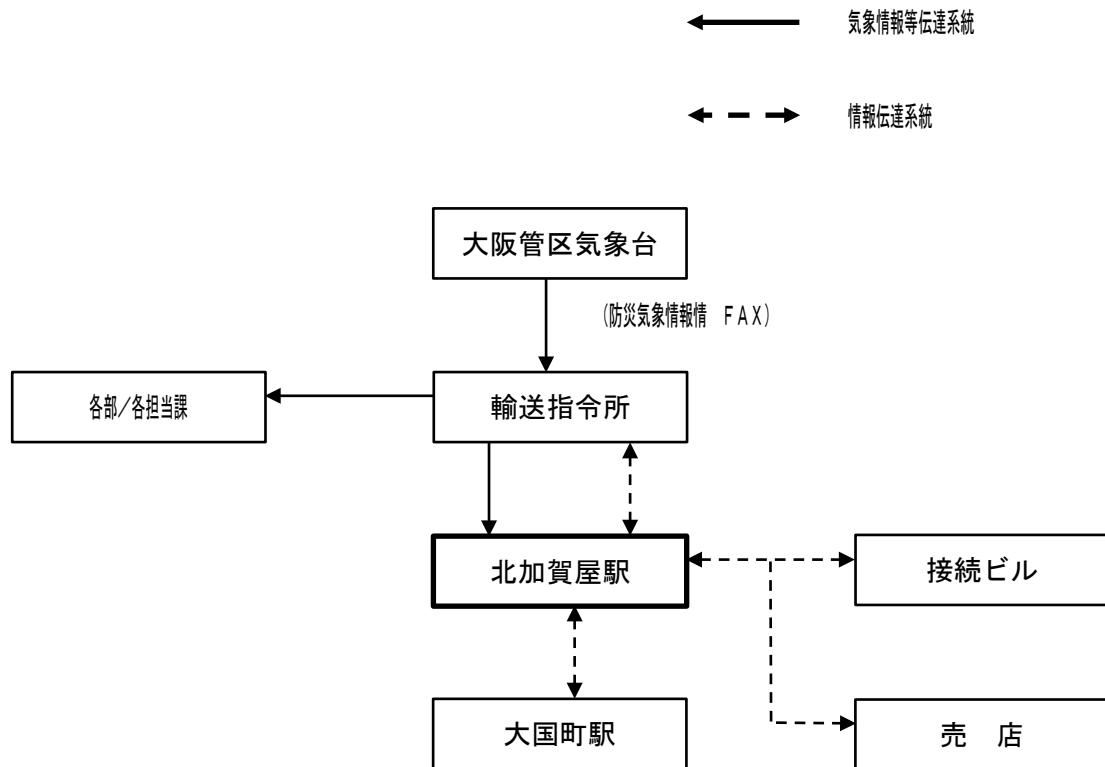 気象情報等伝達系統
情報伝達系統
大阪管区気象台
（防災気象情報情　ＦＡＸ）
各部／各担当課
輸送指令所
北加賀屋駅
接続ビル
大国町駅
売　店